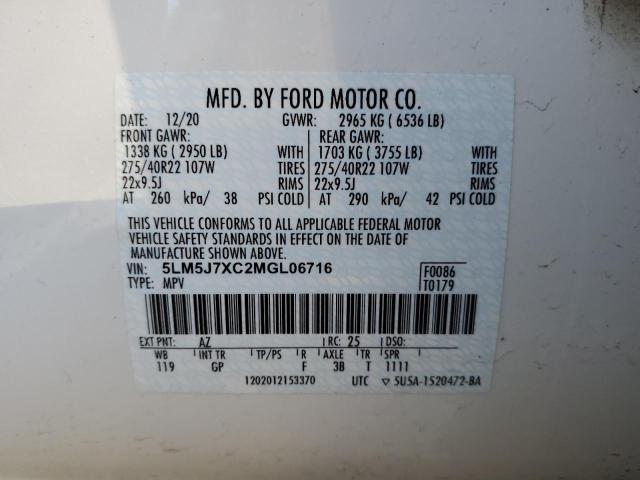 MFD. BY FORD MOTOR CO.
DATE: 12/20 GVWR: 2965 KG ( 6536 LB)
FRONT GAWR: REAR GAWR:
1338 KG ( 2950 LB) WITH 1703 KG ( 3755 LB) WITH
275/40R22 107W TIRES 275/40R22 107W TIRES
22x9.5J RIMS 22x9.5J RIMS
AT 260 kPa/ 38 PSI COLD AT 290 kPa/ 42 PSI COLD
THIS VEHICLE CONFORMS TO ALL APPLICABLE FEDERAL MOTOR
VEHICLE SAFETY STANDARDS IN EFFECT ON THE DATE OF
MANUFACTURE SHOWN ABOVE.
VIN: 5LM5J7XC2MGL06716 F0086
TYPE: MPV T0179
EXT PNT: AZ RC: 25 DSO:
WB INT TR TP/PS R AXLE TR SPR
119 GP F 3B T 1111
1202012153370 UTC ▽ 5U5A-1520472-BA